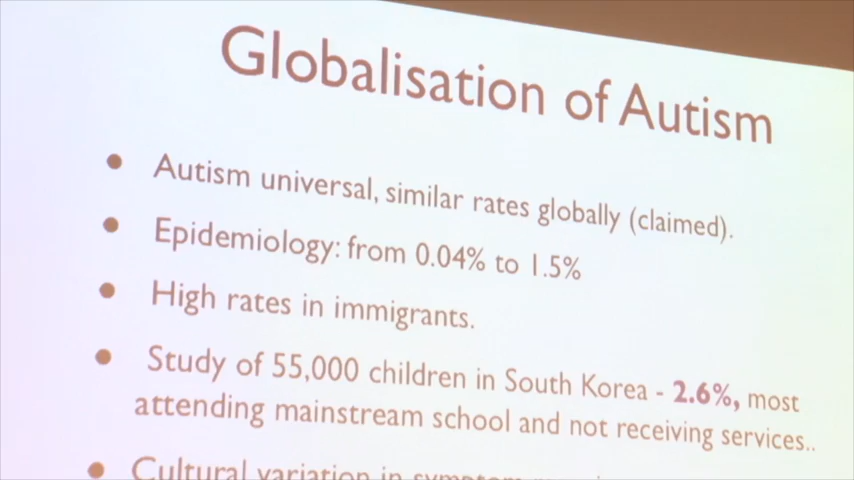 Globalisation of Autism
• Autism universal, similar rates globally (claimed).
• Epidemiology: from 0.04% to 1.5%
• High rates in immigrants.
• Study of 55,000 children in South Korea - 2.6%, most
attending mainstream school and not receiving services..
• Cultural variation in